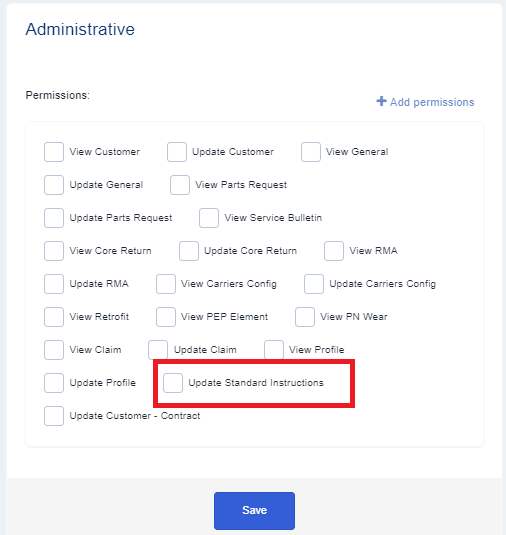 Administrative
Permissions:
+ Add permissions
View Customer Update Customer View General
Update General View Parts Request
Update Parts Request View Service Bulletin
View Core Return Update Core Return View RMA
Update RMA View Carriers Config Update Carriers Config
View Retrofit View PEP Element View PN Wear
View Claim Update Claim View Profile
Update Profile Update Standard Instructions
Update Customer - Contract
Save